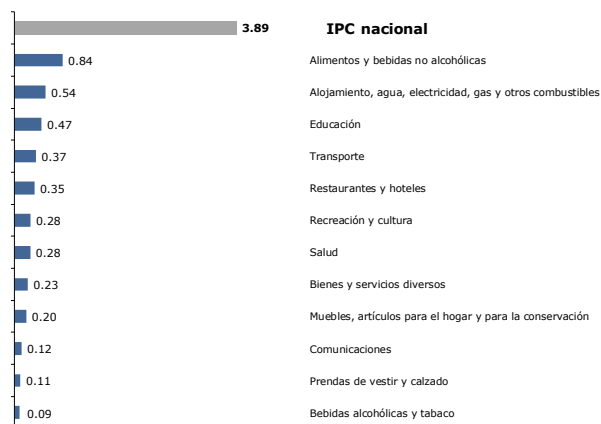 3.89 IPC nacional
0.84 Alimentos y bebidas no alcohólicas
0.54 Alojamiento, agua, electricidad, gas y otros combustibles
0.47 Educación
0.37 Transporte
0.35 Restaurantes y hoteles
0.28 Recreación y cultura
0.28 Salud
0.23 Bienes y servicios diversos
0.20 Muebles, artículos para el hogar y para la conservación
0.12 Comunicaciones
0.11 Prendas de vestir y calzado
0.09 Bebidas alcohólicas y tabaco